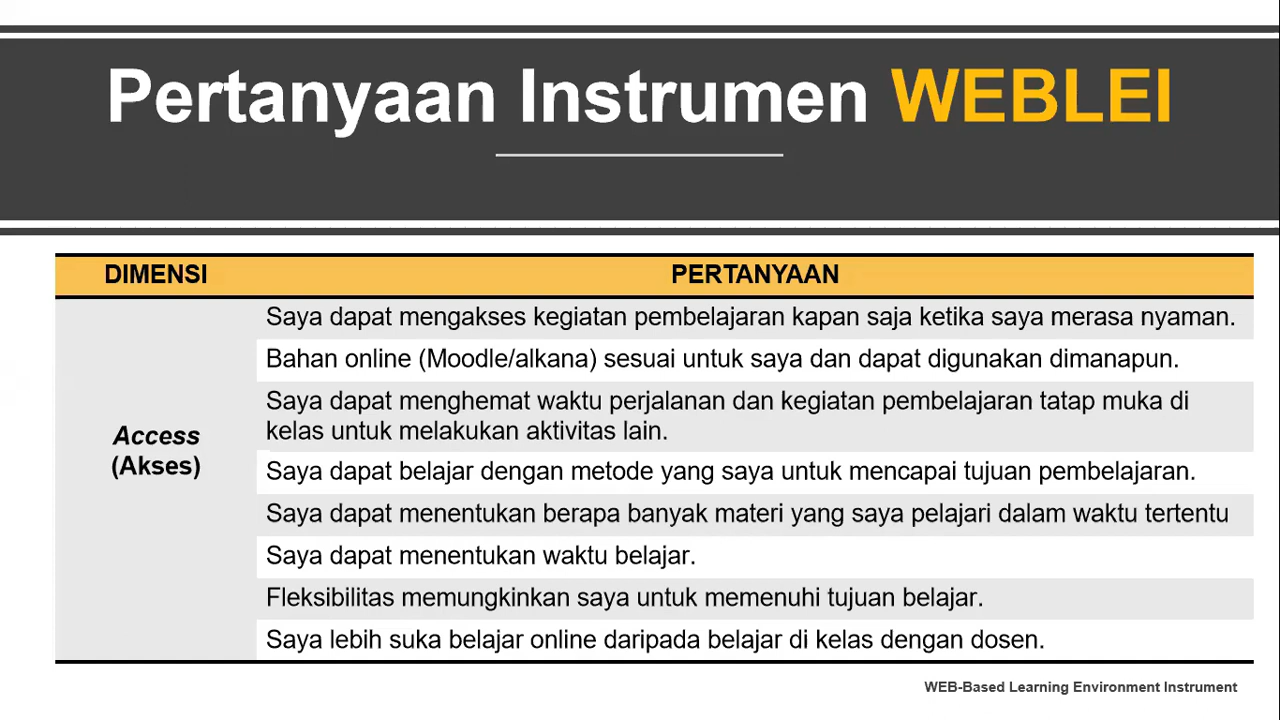 Pertanyaan Instrumen WEBLEI
DIMENSI PERTANYAAN
Access
(Akses)
Saya dapat mengakses kegiatan pembelajaran kapan saja ketika saya merasa nyaman.
Bahan online (Moodle/alkana) sesuai untuk saya dan dapat digunakan dimanapun.
Saya dapat menghemat waktu perjalanan dan kegiatan pembelajaran tatap muka di
kelas untuk melakukan aktivitas lain.
Saya dapat belajar dengan metode yang saya untuk mencapai tujuan pembelajaran.
Saya dapat menentukan berapa banyak materi yang saya pelajari dalam waktu tertentu
Saya dapat menentukan waktu belajar.
Fleksibilitas memungkinkan saya untuk memenuhi tujuan belajar.
Saya lebih suka belajar online daripada belajar di kelas dengan dosen.
WEB-Based Learning Environment Instrument